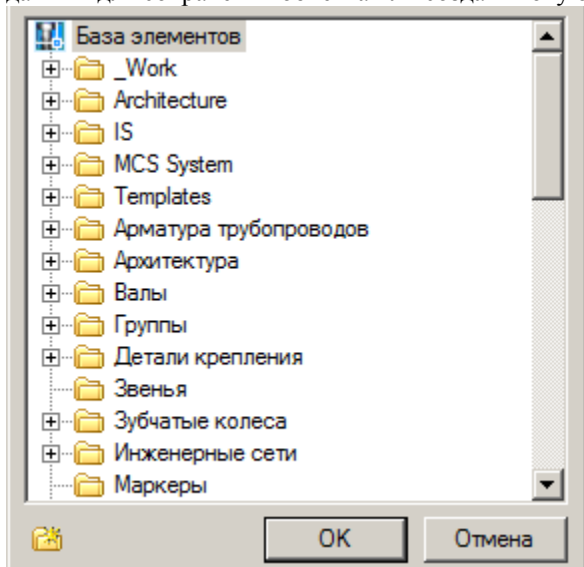 База элементов
_Work
Architecture
IS
MCS System
Templates
Арматура трубопроводов
Архитектура
Валы
Группы
Детали крепления
Звенья
Зубчатые колеса
Инженерные сети
Маркеры
OK
Отмена